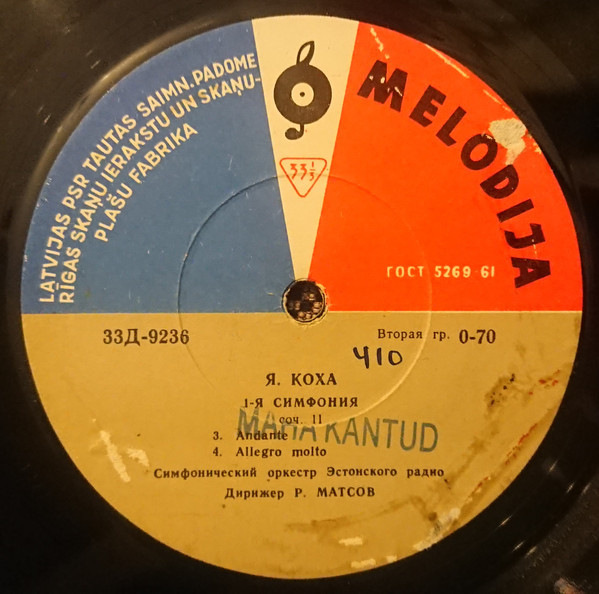 LATVIJAS PSR TAUTAS SAIMN. PADOME
RĪGAS SKAŅU IERAKSTU UN SKAŅU-
PLAŠU FABRIKA
MELODIJA
33⅓
ГОСТ 5269-61
33Д-9236
Вторая гр. 0-70
410
Я. КОХА
1-Я СИМФОНИЯ
соч. 11
MAHA KANTUD
3. Andante
4. Allegro molto
Симфонический оркестр Эстонского радио
Дирижер Р. МАТСОВ